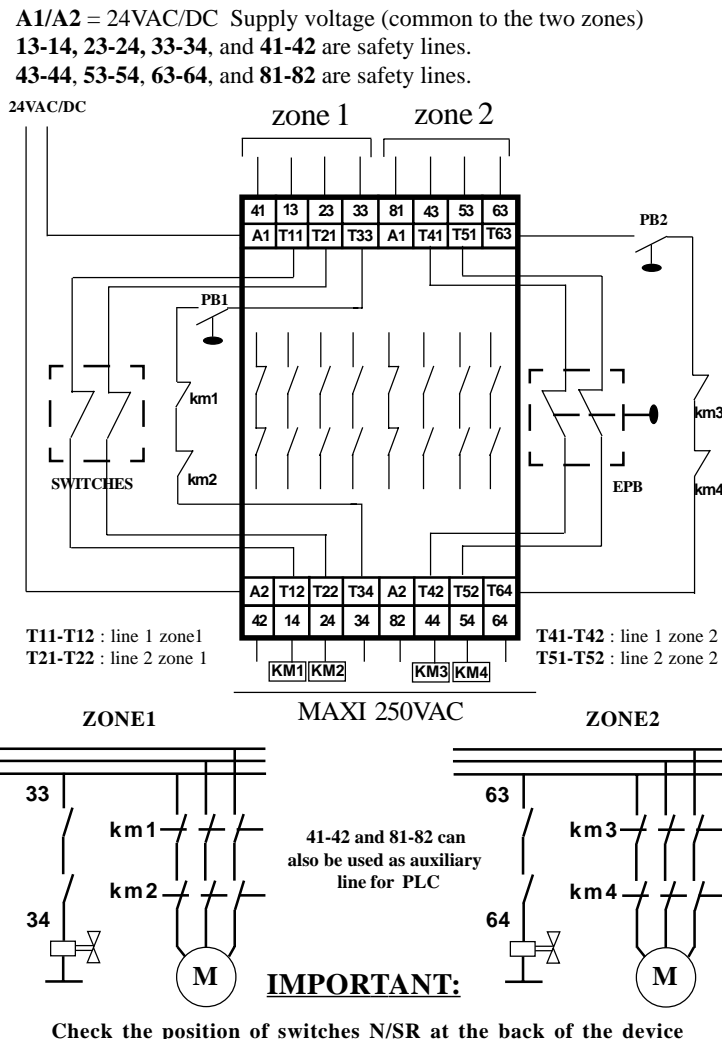 A1/A2 = 24VAC/DC Supply voltage (common to the two zones)
13-14, 23-24, 33-34, and 41-42 are safety lines.
43-44, 53-54, 63-64, and 81-82 are safety lines.
24VAC/DC
zone 1 zone 2
41 13 23 33 81 43 53 63
A1 T11 T21 T33 A1 T41 T51 T63
PB2
PB1
km1
km3
km2
km4
SWITCHES
EPB
A2 T12 T22 T34 A2 T42 T52 T64
42 14 24 34 82 44 54 64
T11-T12 : line 1 zone1
T21-T22 : line 2 zone 1
T41-T42 : line 1 zone 2
T51-T52 : line 2 zone 2
KM1 KM2 KM3 KM4
MAXI 250VAC
ZONE1
ZONE2
33
km1
km2
34
M
41-42 and 81-82 can
also be used as auxiliary
line for PLC
63
km3
km4
64
M
IMPORTANT:
Check the position of switches N/SR at the back of the device